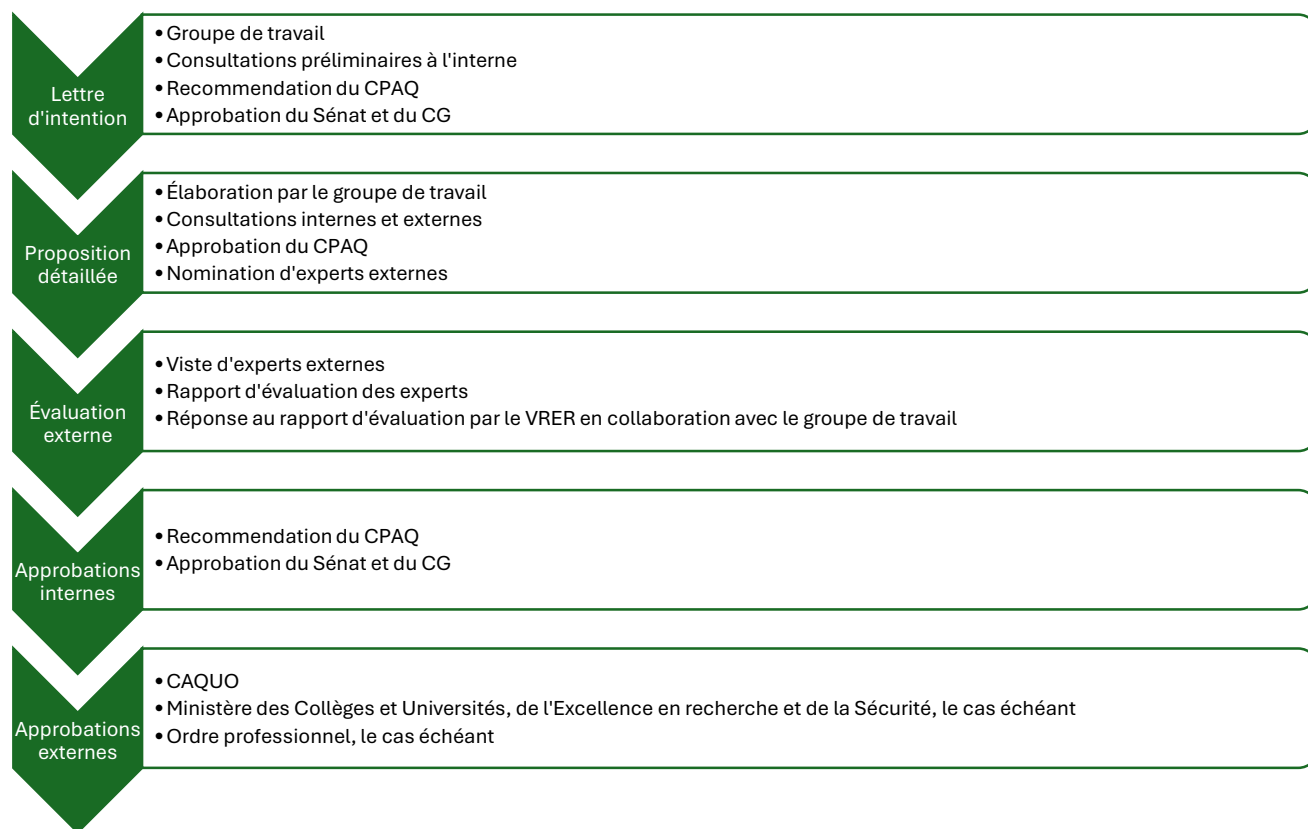 Lettre
d'intention
•Groupe de travail
•Consultations préliminaires à l'interne
•Recommendation du CPAQ
•Approbation du Sénat et du CG
Proposition
détaillée
•Élaboration par le groupe de travail
•Consultations internes et externes
•Approbation du CPAQ
•Nomination d'experts externes
Évaluation
externe
•Viste d'experts externes
•Rapport d'évaluation des experts
•Réponse au rapport d'évaluation par le VRER en collaboration avec le groupe de travail
Approbations
internes
•Recommendation du CPAQ
•Approbation du Sénat et du CG
Approbations
externes
•CAQUO
•Ministère des Collèges et Universités, de l'Excellence en recherche et de la Sécurité, le cas échéant
•Ordre professionnel, le cas échéant